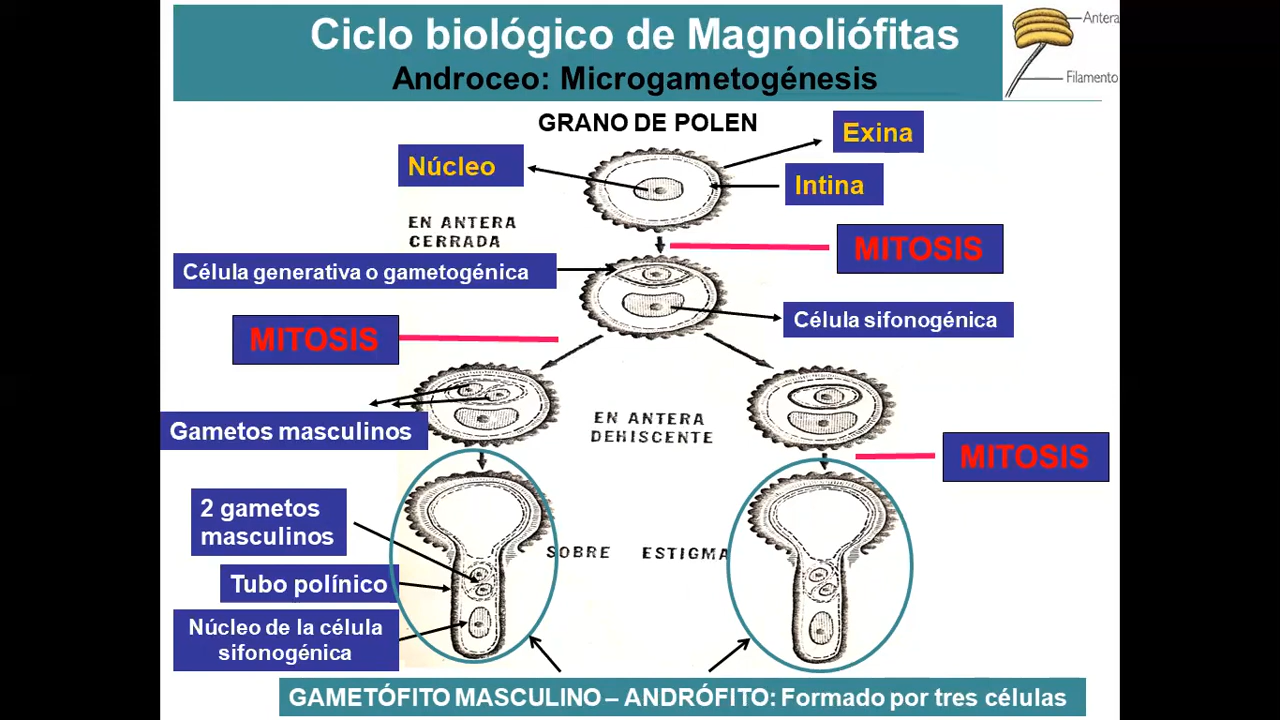 Ciclo biológico de Magnoliófitas
Androceo: Microgametogénesis
Antera
Filamento
GRANO DE POLEN
Exina
Núcleo
Intina
EN ANTERA
CERRADA
MITOSIS
Célula generativa o gametogénica
Célula sifonogénica
MITOSIS
EN ANTERA
DEHISCENTE
Gametos masculinos
MITOSIS
2 gametos
masculinos
SOBRE ESTIGMA
Tubo polínico
Núcleo de la célula
sifonogénica
GAMETÓFITO MASCULINO – ANDRÓFITO: Formado por tres células